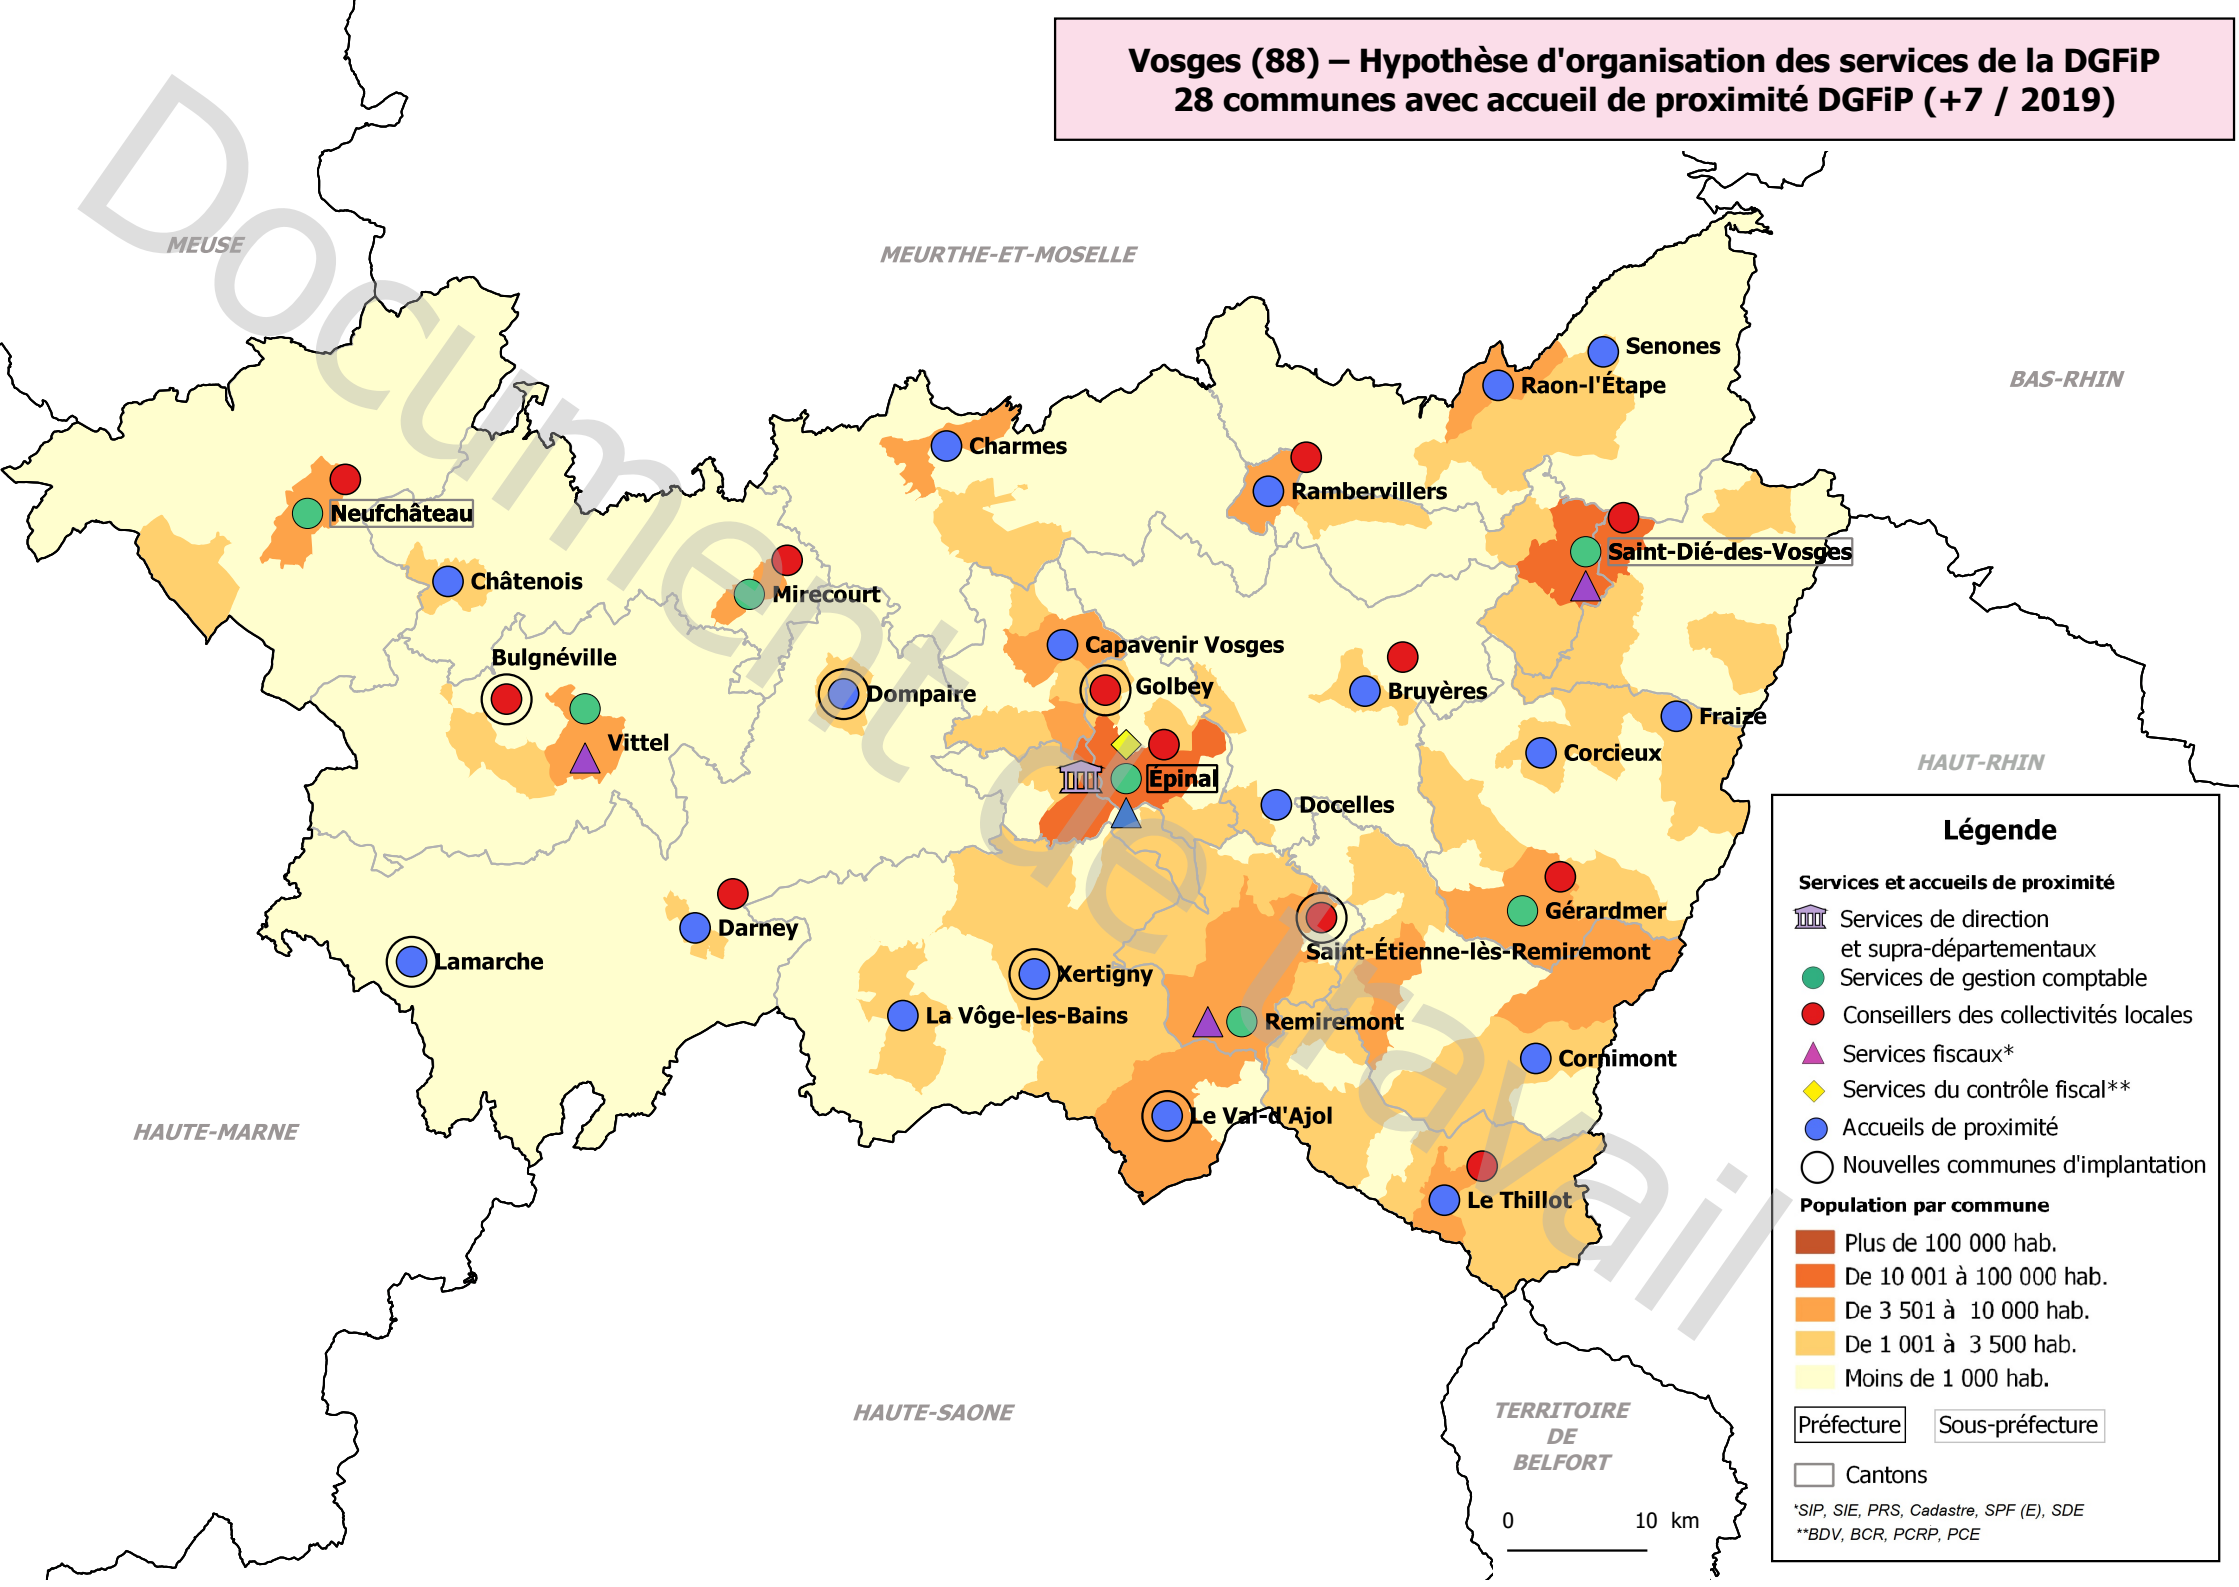 Vosges (88) – Hypothèse d'organisation des services de la DGFiP
28 communes avec accueil de proximité DGFiP (+7 / 2019)
Document de Travail
MEUSE
MEURTHE-ET-MOSELLE
BAS-RHIN
HAUT-RHIN
HAUTE-MARNE
HAUTE-SAONE
TERRITOIRE
DE
BELFORT
Senones
Raon-l'Étape
Charmes
Rambervillers
Neufchâteau
Saint-Dié-des-Vosges
Châtenois
Mirecourt
Capavenir Vosges
Bulgnéville
Golbey
Dompaire
Bruyères
Fraize
Vittel
Corcieux
Épinal
Docelles
Gérardmer
Darney
Saint-Étienne-lès-Remiremont
Lamarche
Xertigny
La Vôge-les-Bains
Remiremont
Cornimont
Le Val-d'Ajol
Le Thillot
0 10 km
Légende
Services et accueils de proximité
Services de direction
et supra-départementaux
Services de gestion comptable
Conseillers des collectivités locales
Services fiscaux*
Services du contrôle fiscal**
Accueils de proximité
Nouvelles communes d'implantation
Population par commune
Plus de 100 000 hab.
De 10 001 à 100 000 hab.
De 3 501 à 10 000 hab.
De 1 001 à 3 500 hab.
Moins de 1 000 hab.
Préfecture Sous-préfecture
Cantons
*SIP, SIE, PRS, Cadastre, SPF (E), SDE
**BDV, BCR, PCRP, PCE